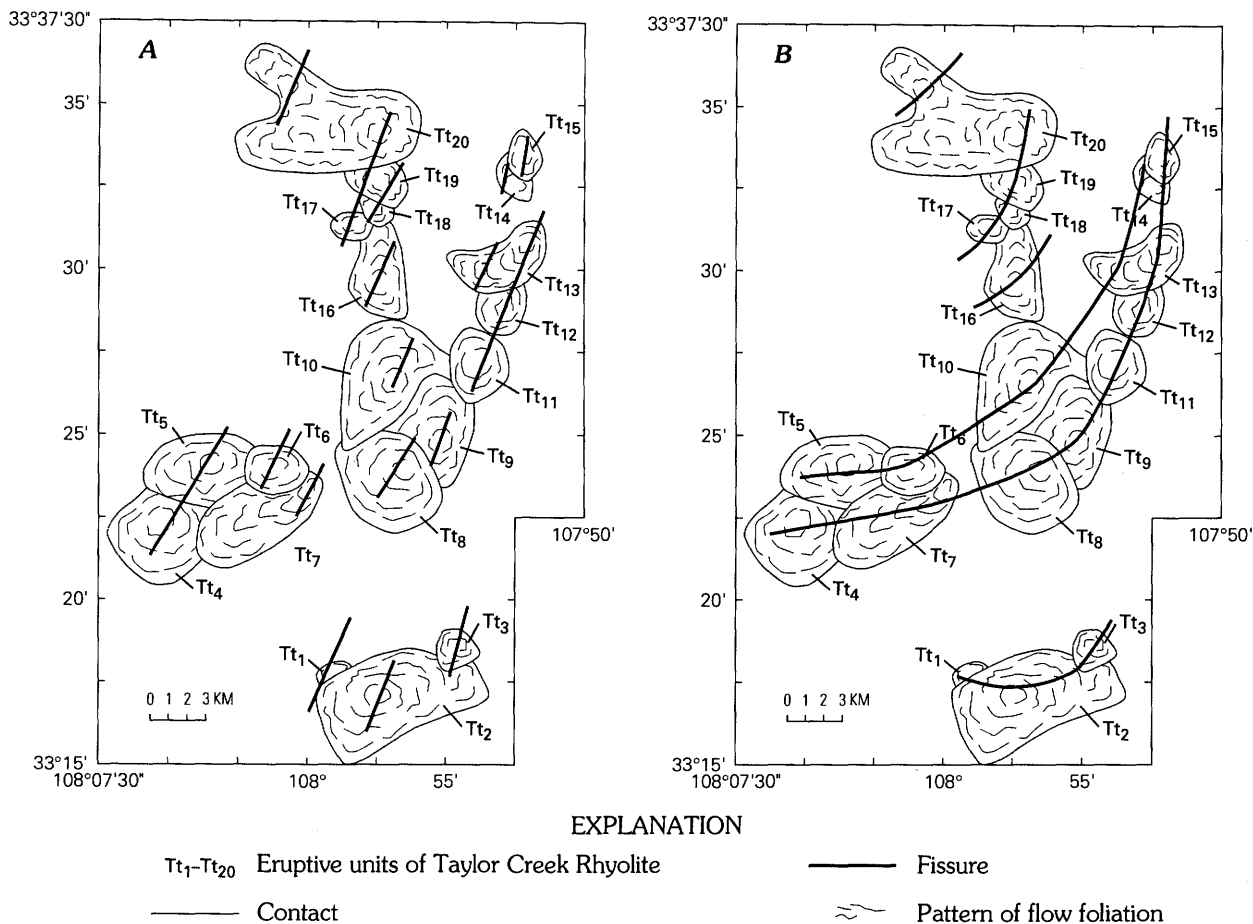 33°37'30"
A
35'
30'
25'
20'
33°15'
108°07'30"
108°
55'
107°50'
Tt20
Tt15
Tt19
Tt17
Tt18
Tt14
Tt13
Tt16
Tt12
Tt10
Tt11
Tt5
Tt6
Tt9
Tt8
Tt7
Tt4
Tt3
Tt1
Tt2
0 1 2 3 KM
33°37'30"
B
35'
30'
25'
20'
33°15'
108°07'30"
108°
55'
107°50'
Tt20
Tt15
Tt19
Tt17
Tt18
Tt14
Tt13
Tt16
Tt12
Tt10
Tt11
Tt5
Tt6
Tt9
Tt8
Tt7
Tt4
Tt3
Tt1
Tt2
0 1 2 3 KM
EXPLANATION
Tt1–Tt20 Eruptive units of Taylor Creek Rhyolite
Fissure
Contact
Pattern of flow foliation